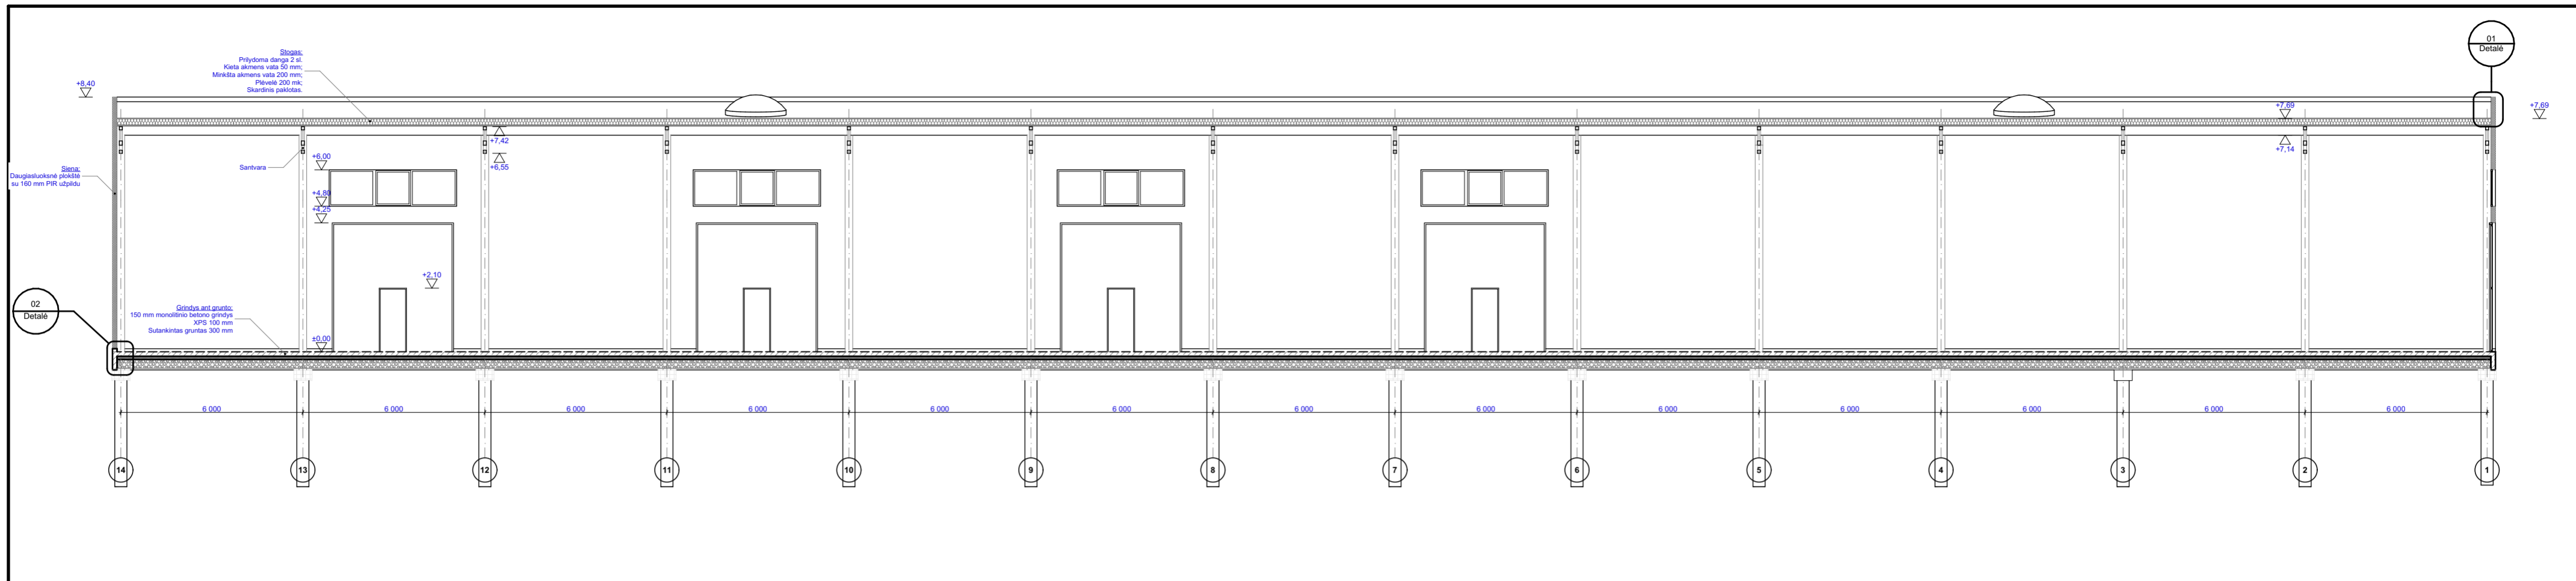 01
Detalė
Stogas:
Prilydoma danga 2 sl.
Kieta akmens vata 50 mm;
Minkšta akmens vata 200 mm;
Plėvelė 200 mk;
Skardinis paklotas.
+8,40
+7,69
+7,69
+7,42
+7,14
+6,55
+6,00
Santvara
Siena:
Daugiasluoksnė plokštė
su 160 mm PIR užpildu
+4,80
+4,25
+2,10
02
Detalė
Grindys ant grunto:
150 mm monolitinio betono grindys
XPS 100 mm
Sutankintas gruntas 300 mm
±0,00
6 000 6 000 6 000 6 000 6 000 6 000 6 000 6 000 6 000 6 000 6 000 6 000 6 000
14 13 12 11 10 9 8 7 6 5 4 3 2 1